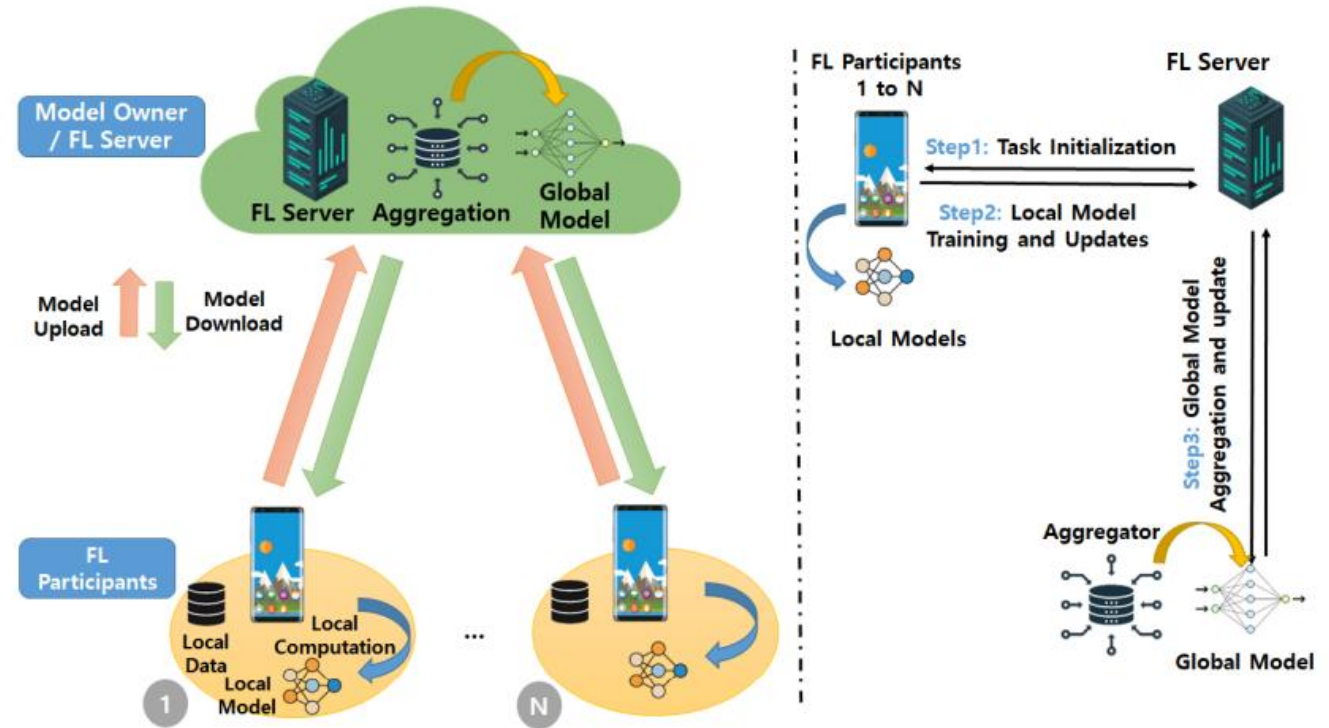 Model Owner
/ FL Server
FL Server
Aggregation
Global
Model
Model
Upload
Model
Download
FL
Participants
Local
Data
Local
Computation
Local
Model
1
...
N
FL Participants
1 to N
FL Server
Step1: Task Initialization
Step2: Local Model
Training and Updates
Local Models
Step3: Global Model
Aggregation and update
Aggregator
Global Model